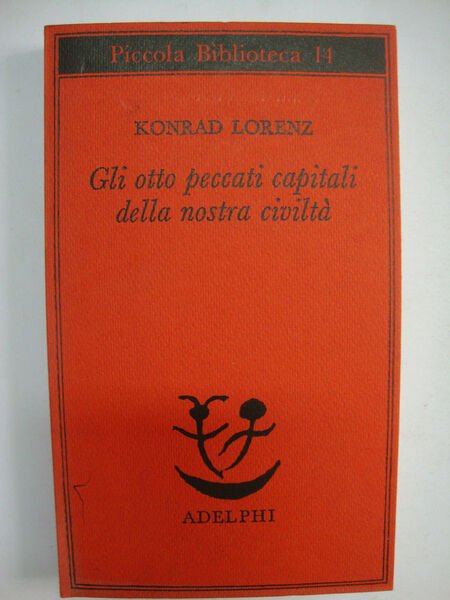 Piccola Biblioteca 14
KONRAD LORENZ
Gli otto peccati capitali
della nostra civiltà
ADELPHI